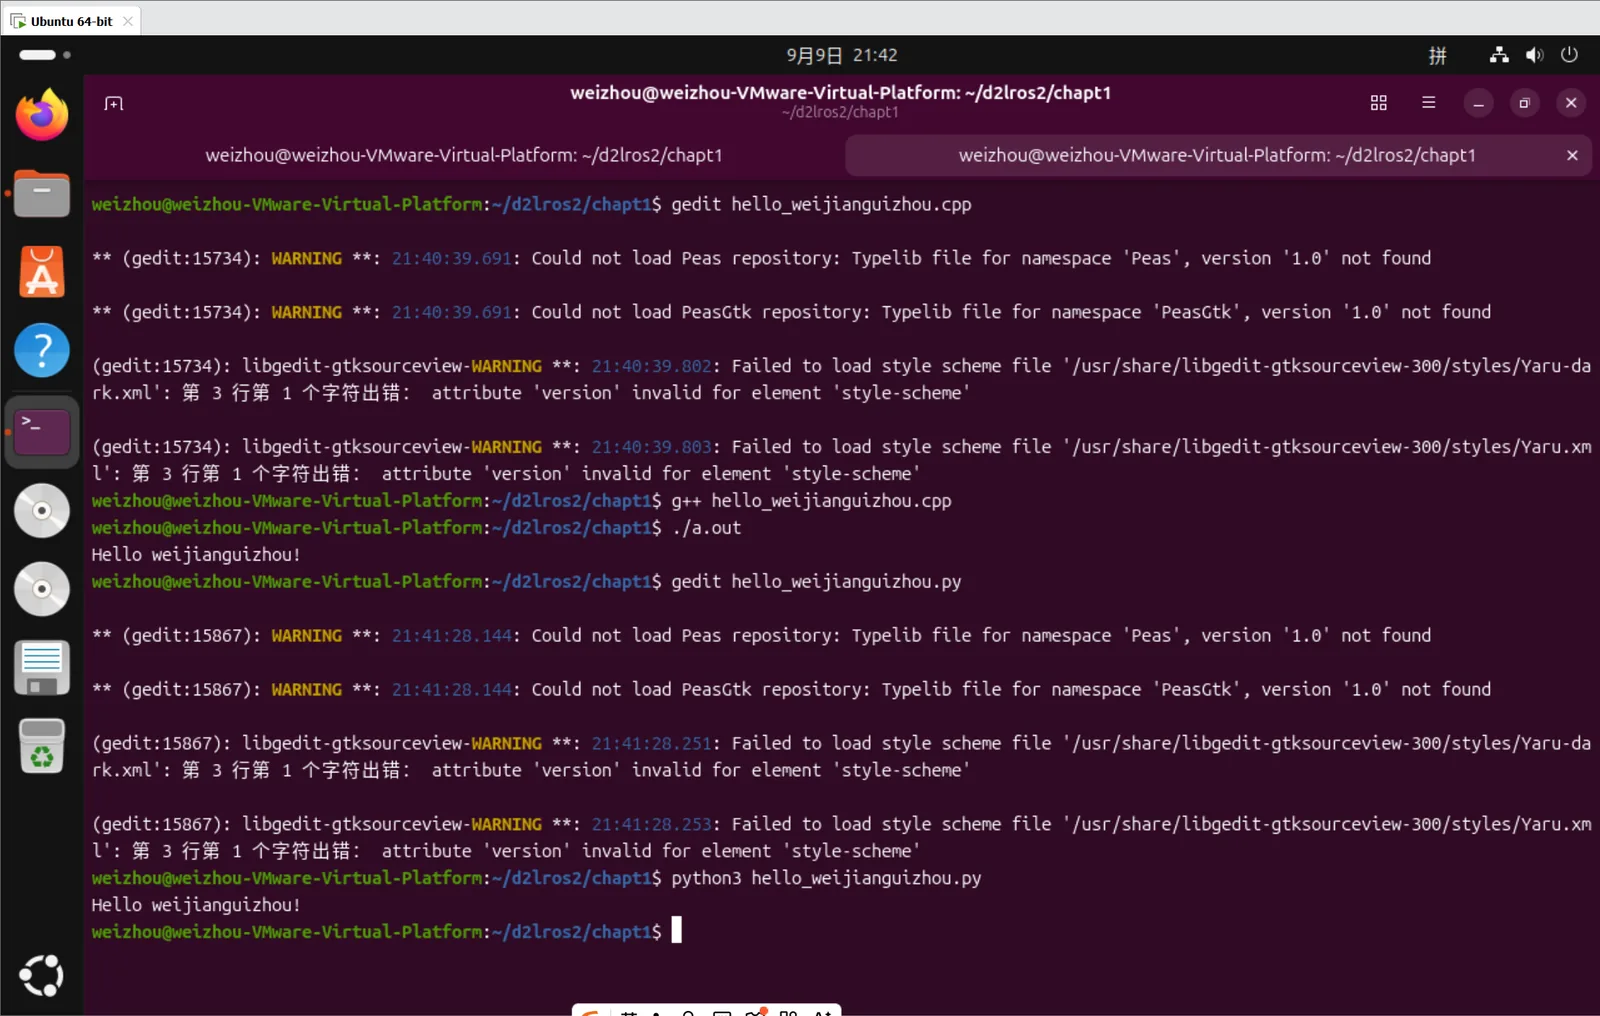 Ubuntu 64-bit
9月9日 21:42
拼
weizhou@weizhou-VMware-Virtual-Platform: ~/d2lros2/chapt1
~/d2lros2/chapt1
weizhou@weizhou-VMware-Virtual-Platform: ~/d2lros2/chapt1
weizhou@weizhou-VMware-Virtual-Platform: ~/d2lros2/chapt1
weizhou@weizhou-VMware-Virtual-Platform:~/d2lros2/chapt1$ gedit hello_weijianguizhou.cpp
** (gedit:15734): WARNING **: 21:40:39.691: Could not load Peas repository: Typelib file for namespace 'Peas', version '1.0' not found
** (gedit:15734): WARNING **: 21:40:39.691: Could not load PeasGtk repository: Typelib file for namespace 'PeasGtk', version '1.0' not found
(gedit:15734): libgedit-gtksourceview-WARNING **: 21:40:39.802: Failed to load style scheme file '/usr/share/libgedit-gtksourceview-300/styles/Yaru-da
rk.xml': 第 3 行第 1 个字符出错： attribute 'version' invalid for element 'style-scheme'
(gedit:15734): libgedit-gtksourceview-WARNING **: 21:40:39.803: Failed to load style scheme file '/usr/share/libgedit-gtksourceview-300/styles/Yaru.xm
l': 第 3 行第 1 个字符出错： attribute 'version' invalid for element 'style-scheme'
weizhou@weizhou-VMware-Virtual-Platform:~/d2lros2/chapt1$ g++ hello_weijianguizhou.cpp
weizhou@weizhou-VMware-Virtual-Platform:~/d2lros2/chapt1$ ./a.out
Hello weijianguizhou!
weizhou@weizhou-VMware-Virtual-Platform:~/d2lros2/chapt1$ gedit hello_weijianguizhou.py
** (gedit:15867): WARNING **: 21:41:28.144: Could not load Peas repository: Typelib file for namespace 'Peas', version '1.0' not found
** (gedit:15867): WARNING **: 21:41:28.144: Could not load PeasGtk repository: Typelib file for namespace 'PeasGtk', version '1.0' not found
(gedit:15867): libgedit-gtksourceview-WARNING **: 21:41:28.251: Failed to load style scheme file '/usr/share/libgedit-gtksourceview-300/styles/Yaru-da
rk.xml': 第 3 行第 1 个字符出错： attribute 'version' invalid for element 'style-scheme'
(gedit:15867): libgedit-gtksourceview-WARNING **: 21:41:28.253: Failed to load style scheme file '/usr/share/libgedit-gtksourceview-300/styles/Yaru.xm
l': 第 3 行第 1 个字符出错： attribute 'version' invalid for element 'style-scheme'
weizhou@weizhou-VMware-Virtual-Platform:~/d2lros2/chapt1$ python3 hello_weijianguizhou.py
Hello weijianguizhou!
weizhou@weizhou-VMware-Virtual-Platform:~/d2lros2/chapt1$